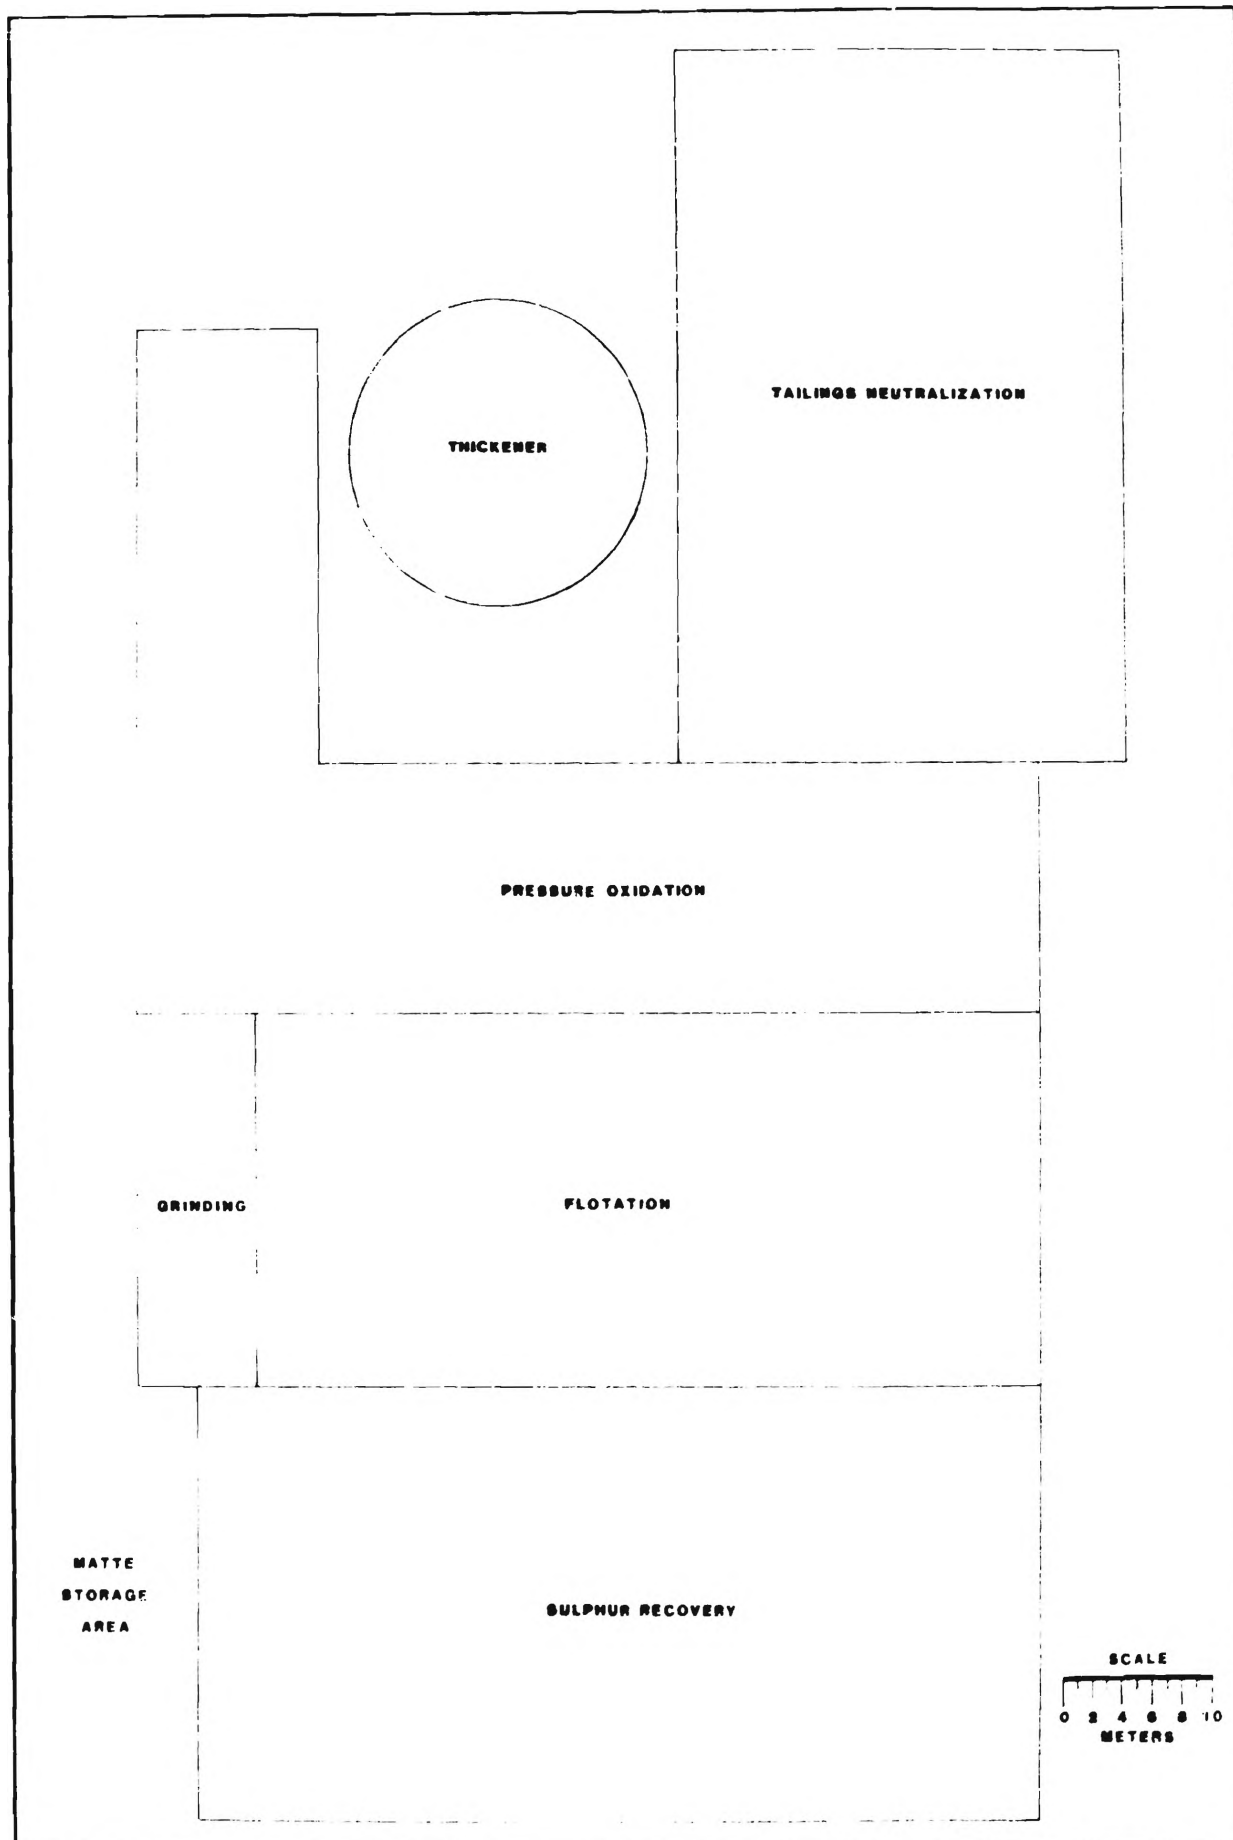 TAILINGS NEUTRALIZATION
THICKENER
PRESSURE OXIDATION
GRINDING
FLOTATION
MATTE
STORAGE
AREA
SULPHUR RECOVERY
SCALE
0 2 4 6 8 10
METERS